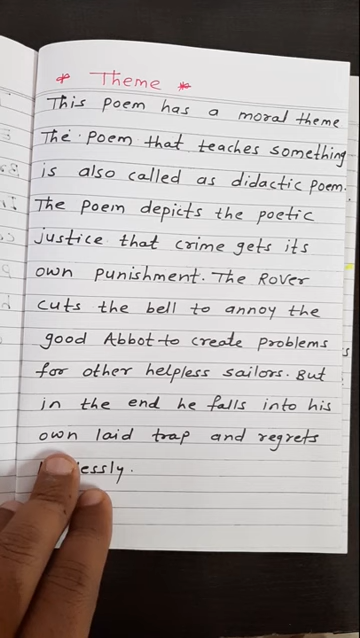 * Theme *
This poem has a moral theme
The poem that teaches something
is also called as didactic poem.
The poem depicts the poetic
justice that crime gets its
own punishment. The Rover
cuts the bell to annoy the
good Abbot to create problems
for other helpless sailors. But
in the end he falls into his
own laid trap and regrets